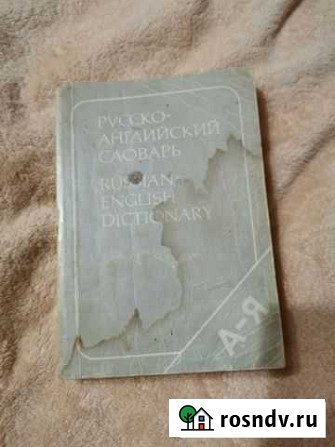 РУССКО-
АНГЛИЙСКИЙ
СЛОВАРЬ
RUSSIAN-
ENGLISH
DICTIONARY
А-Я
rosndv.ru